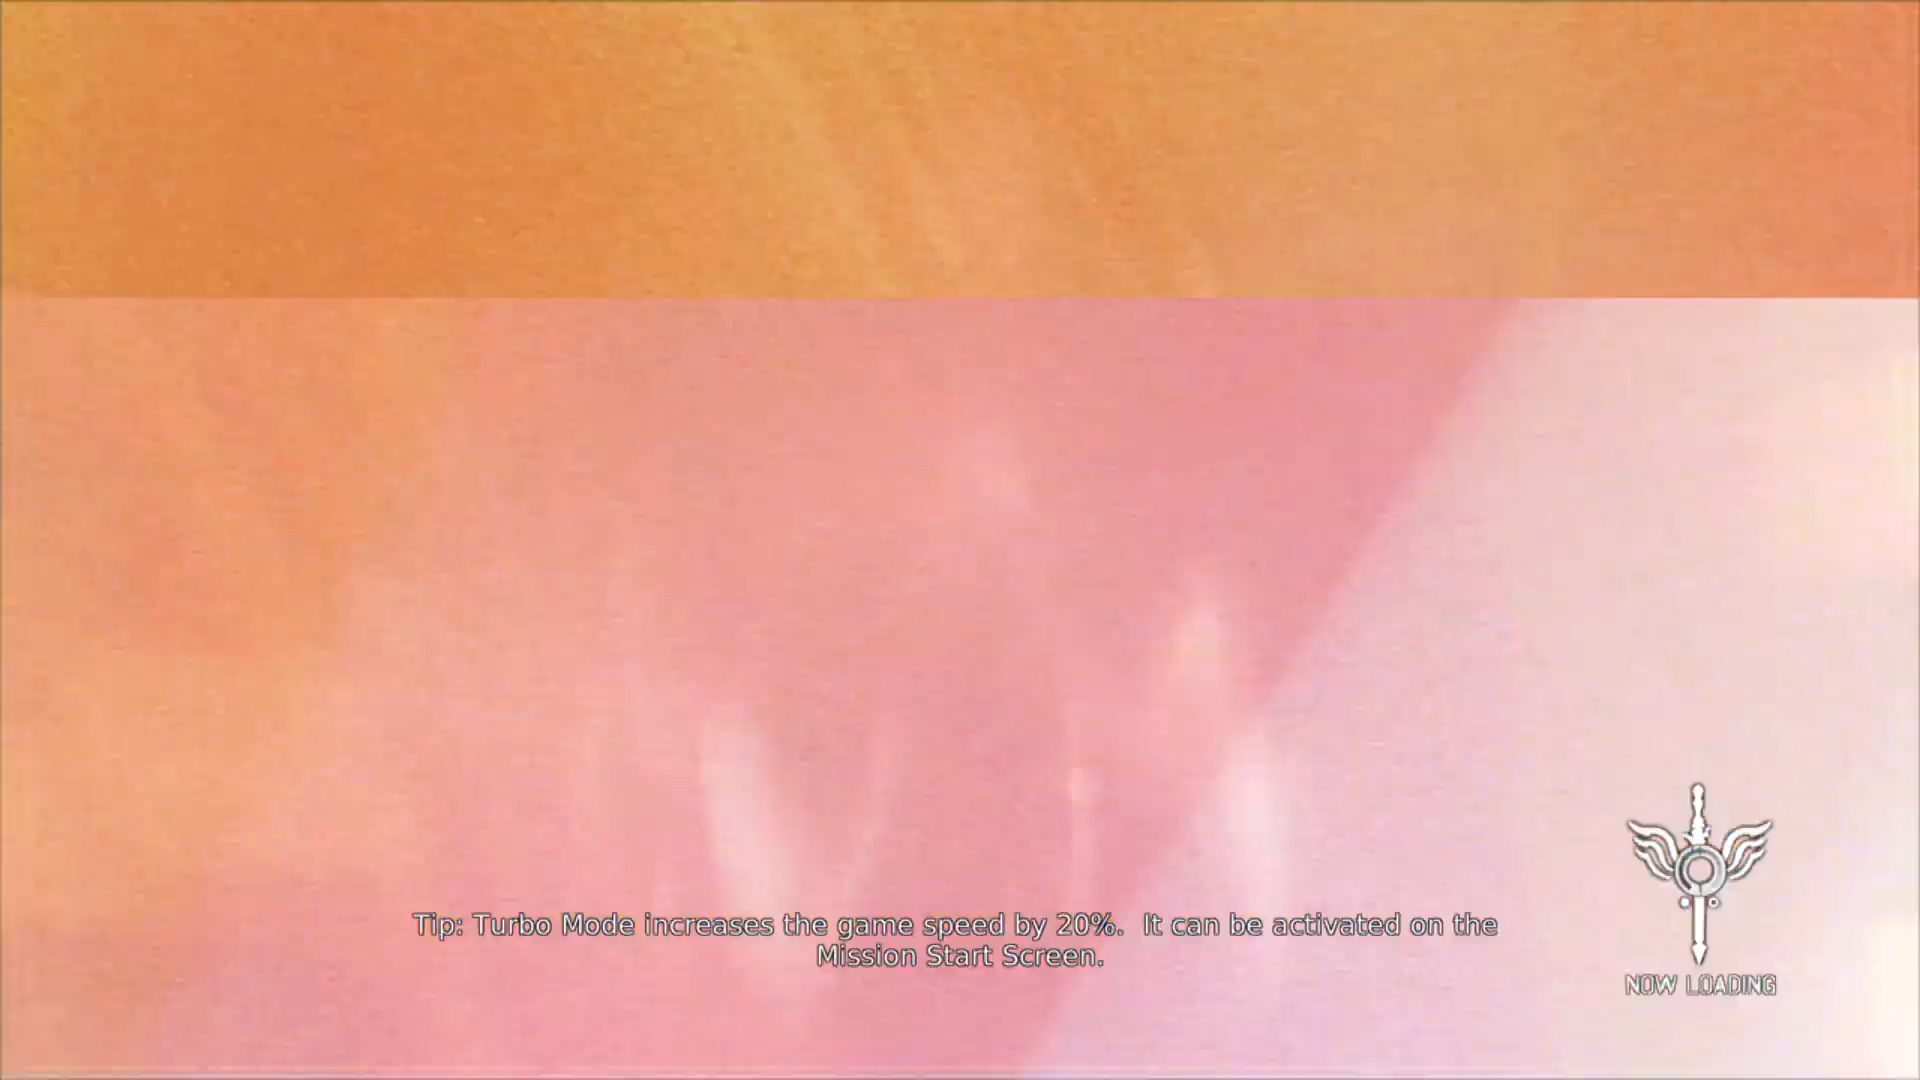 Tip: Turbo Mode increases the game speed by 20%.  It can be activated on the
Mission Start Screen.
NOW LOADING